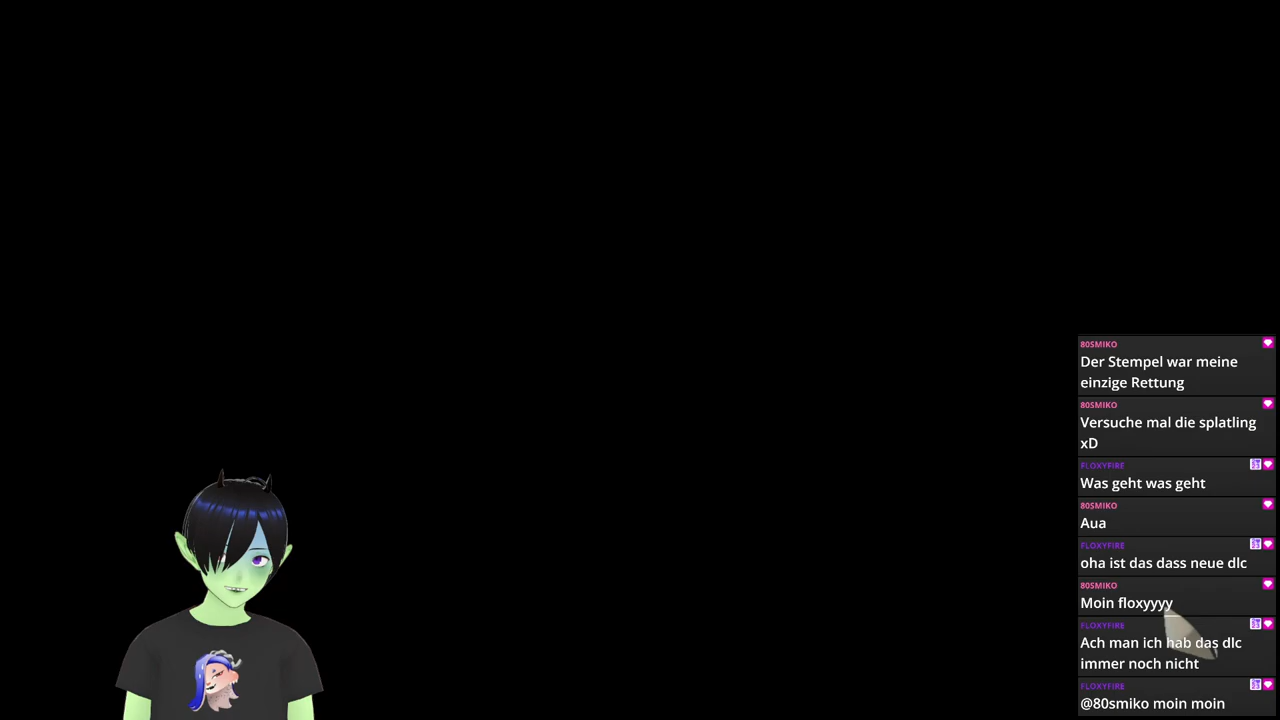 80SMIKO
Der Stempel war meine
einzige Rettung
80SMIKO
Versuche mal die splatling
xD
FLOXYFIRE
Was geht was geht
80SMIKO
Aua
FLOXYFIRE
oha ist das dass neue dlc
80SMIKO
Moin floxyyyy
FLOXYFIRE
Ach man ich hab das dlc
immer noch nicht
FLOXYFIRE
@80smiko moin moin